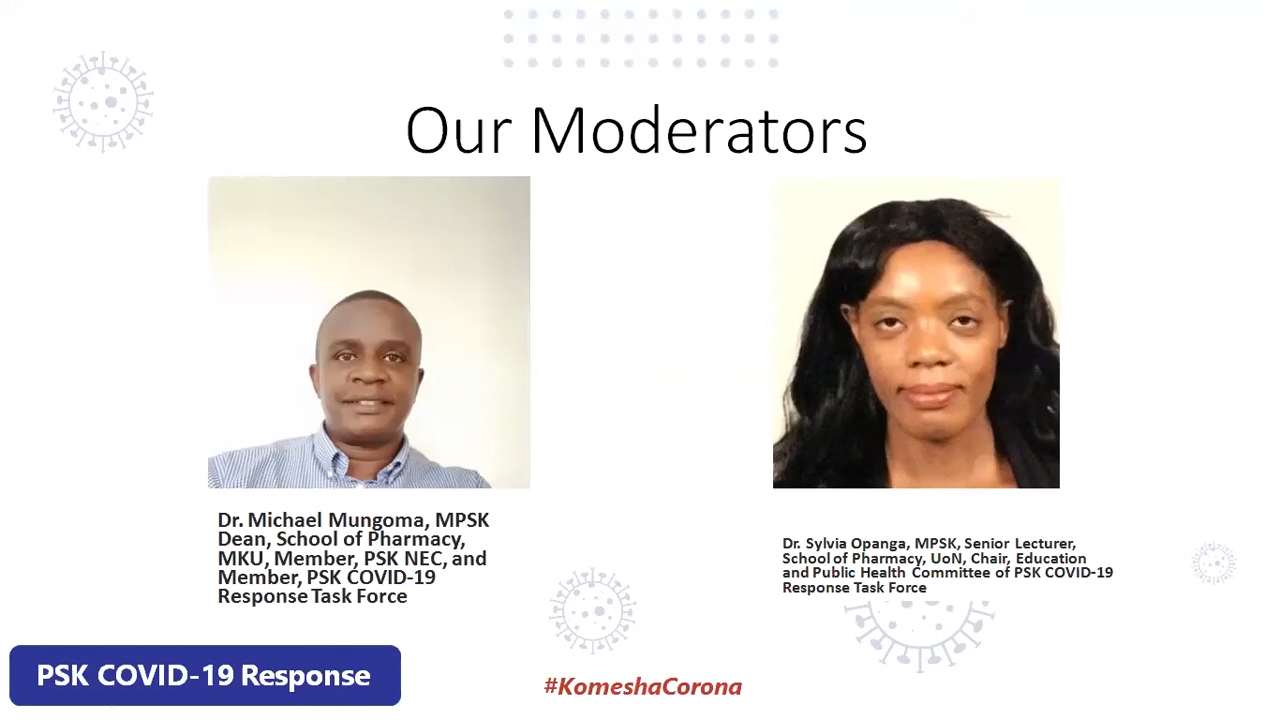 Our Moderators
Dr. Michael Mungoma, MPSK
Dean, School of Pharmacy,
MKU, Member, PSK NEC, and
Member, PSK COVID-19
Response Task Force
Dr. Sylvia Opanga, MPSK, Senior Lecturer,
School of Pharmacy, UoN, Chair, Education
and Public Health Committee of PSK COVID-19
Response Task Force
PSK COVID-19 Response
#KomeshaCorona